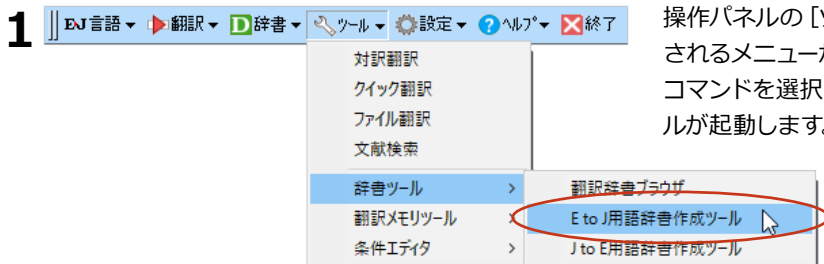 1
EXJ 言語 ▼ 翻訳 ▼ D 辞書 ▼ ツール ▼ 設定 ▼ ? ヘルプ ▼ 終了
対訳翻訳
クイック翻訳
ファイル翻訳
文献検索
辞書ツール >
翻訳メモリツール
条件エディタ >
翻訳辞書ブラウザ
E to J用語辞書作成ツール
J to E用語辞書作成ツール
操作パネルの [ツ
されるメニューか
コマンドを選択
ルが起動します。